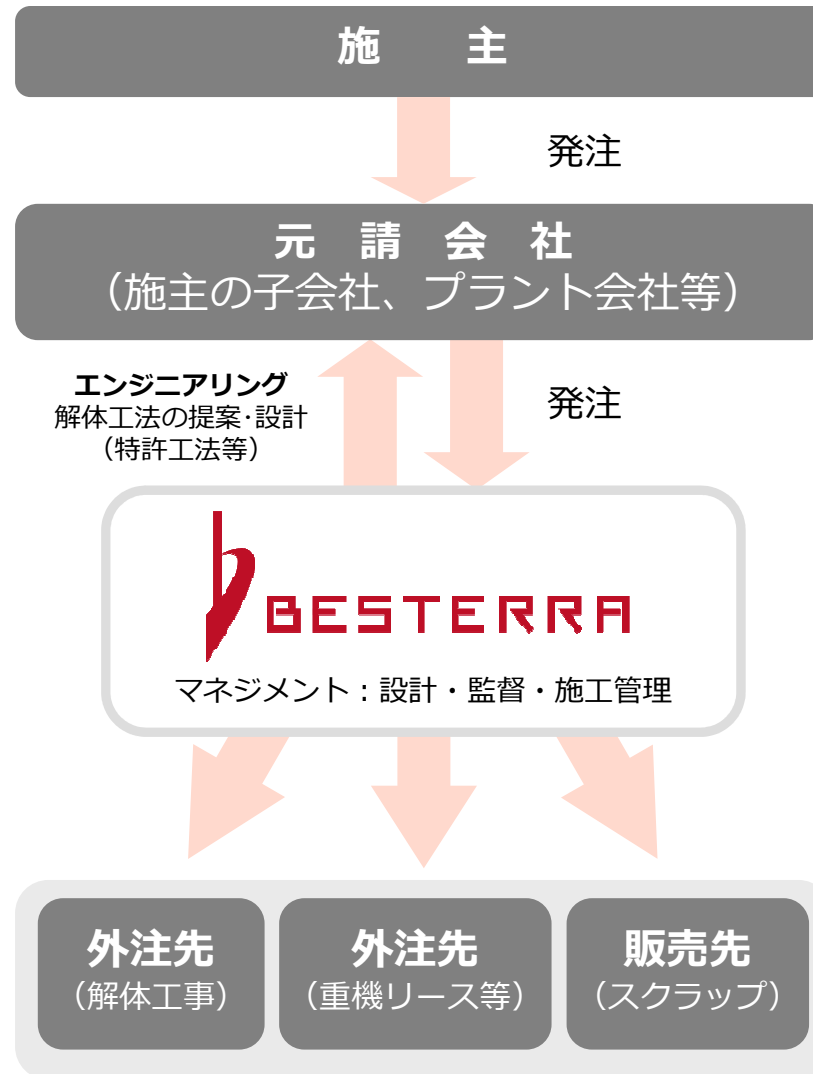 施 主
発注
元 請 会 社
（施主の子会社、プラント会社等）
エンジニアリング
解体工法の提案･設計
（特許工法等）
発注
BESTERRA
マネジメント：設計・監督・施工管理
外注先
（解体工事）
外注先
（重機リース等）
販売先
（スクラップ）